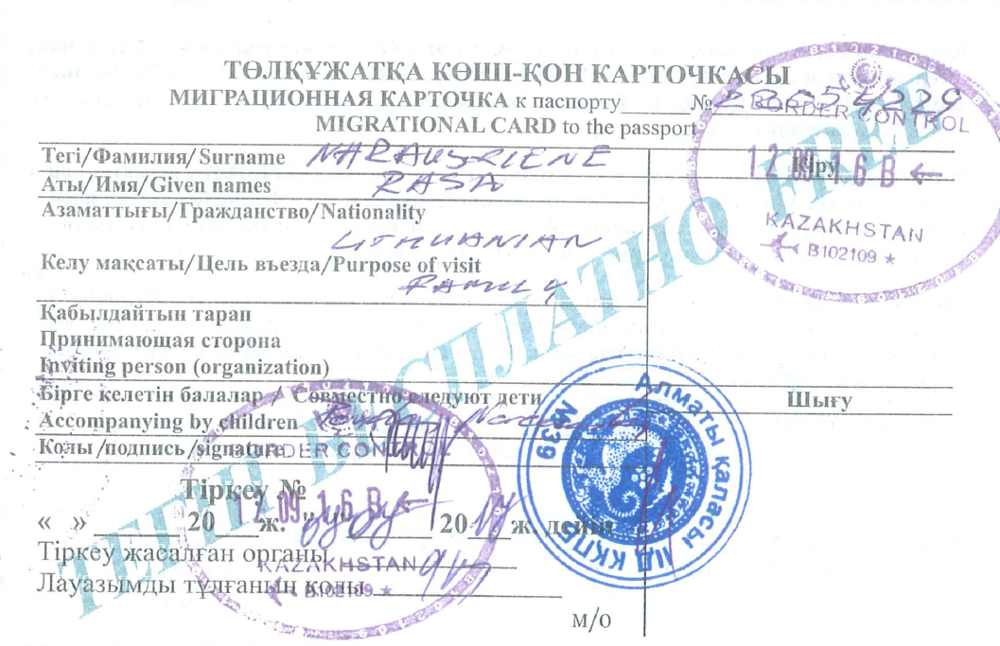 ТӨЛҚҰЖАТҚА КӨШІ-ҚОН КАРТОЧКАСЫ
МИГРАЦИОННАЯ КАРТОЧКА к паспорту______№
MIGRATIONAL CARD to the passport
BORDER CONTROL
Тегі/Фамилия/Surname
Кіру
12 09 16 B
Аты/Имя/Given names RASA
Азаматтығы/Гражданство/Nationality
LITHUANIAN
KAZAKHSTAN
B102109
Келу мақсаты/Цель въезда/Purpose of visit
FAMILY
Қабылдайтын тарап
Принимающая сторона
Inviting person (organization)
Бірге келетін балалар / Совместно следуют дети
Шығу
Accompanying by children
Қолы /подпись/signature
BORDER CONTROL
Алматы қаласы ІІД ККПБ №39
Тіркеу №
« » ______ 20 ___ж. " " ______ 20 ж. дейін
12 09 16 B
Тіркеу жасалған органы
KAZAKHSTAN
Лауазымды тұлғаның қолы
B102109
м/о
ТЕГІН БЕСПЛАТНО FREE